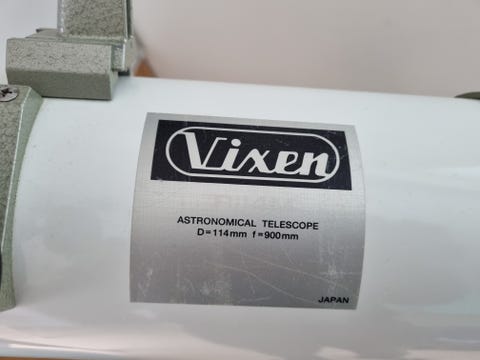 Vixen
ASTRONOMICAL TELESCOPE
D=114mm f=900mm
JAPAN